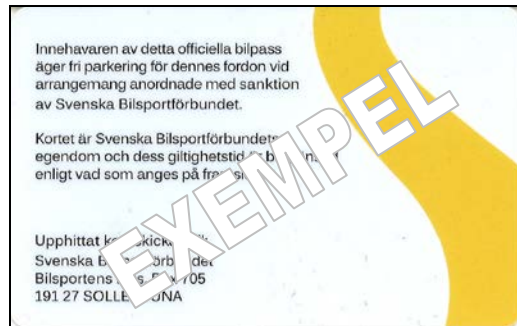 Innehavaren av detta officiella bilpass
äger fri parkering för dennes fordon vid
arrangemang anordnade med sanktion
av Svenska Bilsportförbundet.
Kortet är Svenska Bilsportförbundets
egendom och dess giltighetstid
enligt vad som anges på
Upphittat
Svenska
Bilsportens
191 27
EXEMPEL